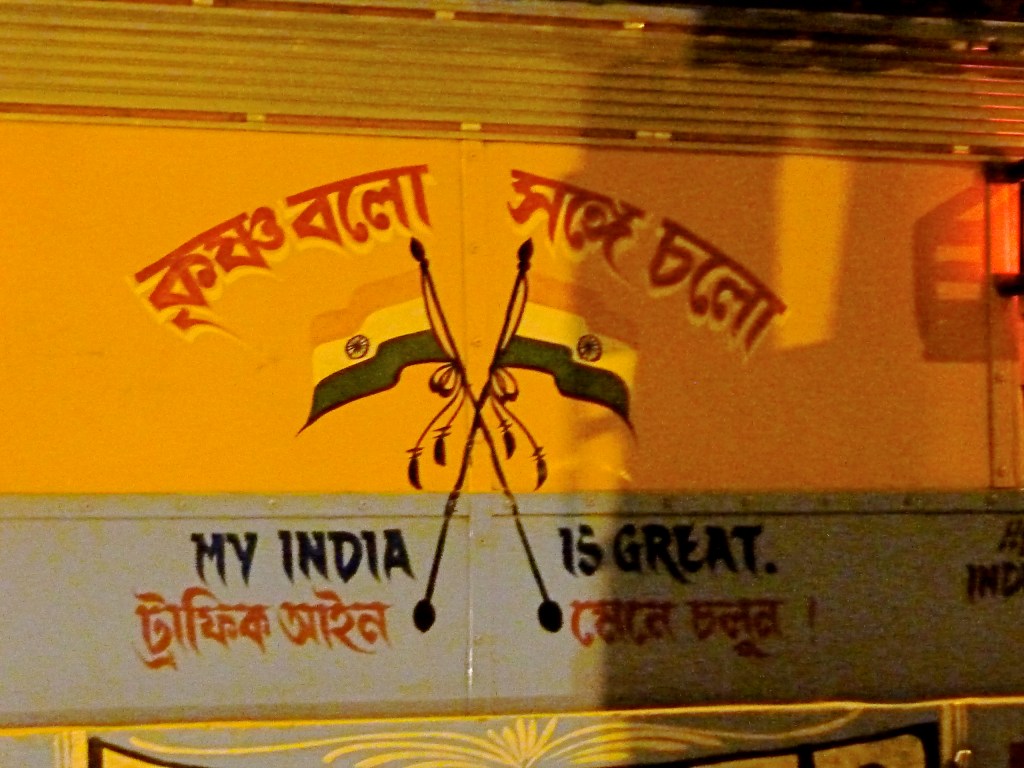 কৃষ্ণ বলো সঙ্গে চলো
MY INDIA IS GREAT.
ট্রাফিক আইন মেনে চলুন !